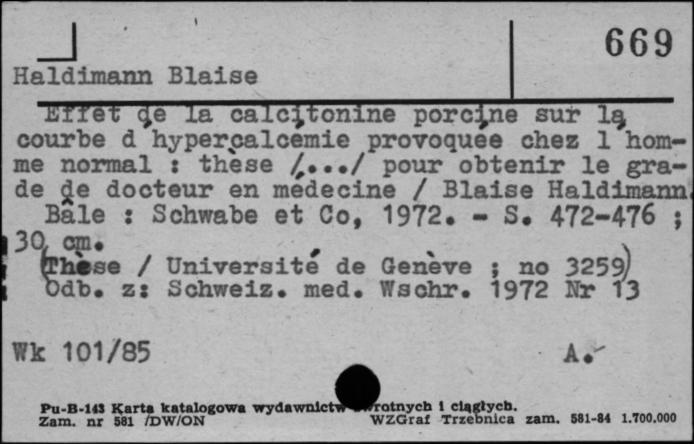 669
Haldimann Blaise
Effet de la calcitonine porcine sur la
courbe d'hypercalcémie provoquée chez l'hom-
me normal : thèse /.../ pour obtenir le gra-
de de docteur en médecine / Blaise Haldimann.
Bâle : Schwabe et Co, 1972. - S. 472-476 ;
30 cm.
(Thèse / Université de Genève ; no 3259)
Odb. z: Schweiz. med. Wschr. 1972 Nr 13
Wk 101/85 A.-
Pu-B-143 Karta katalogowa wydawnictw zwrotnych i ciągłych.
Zam. nr 581 /DW/ON WZGraf Trzebnica zam. 581-84 1.700.000